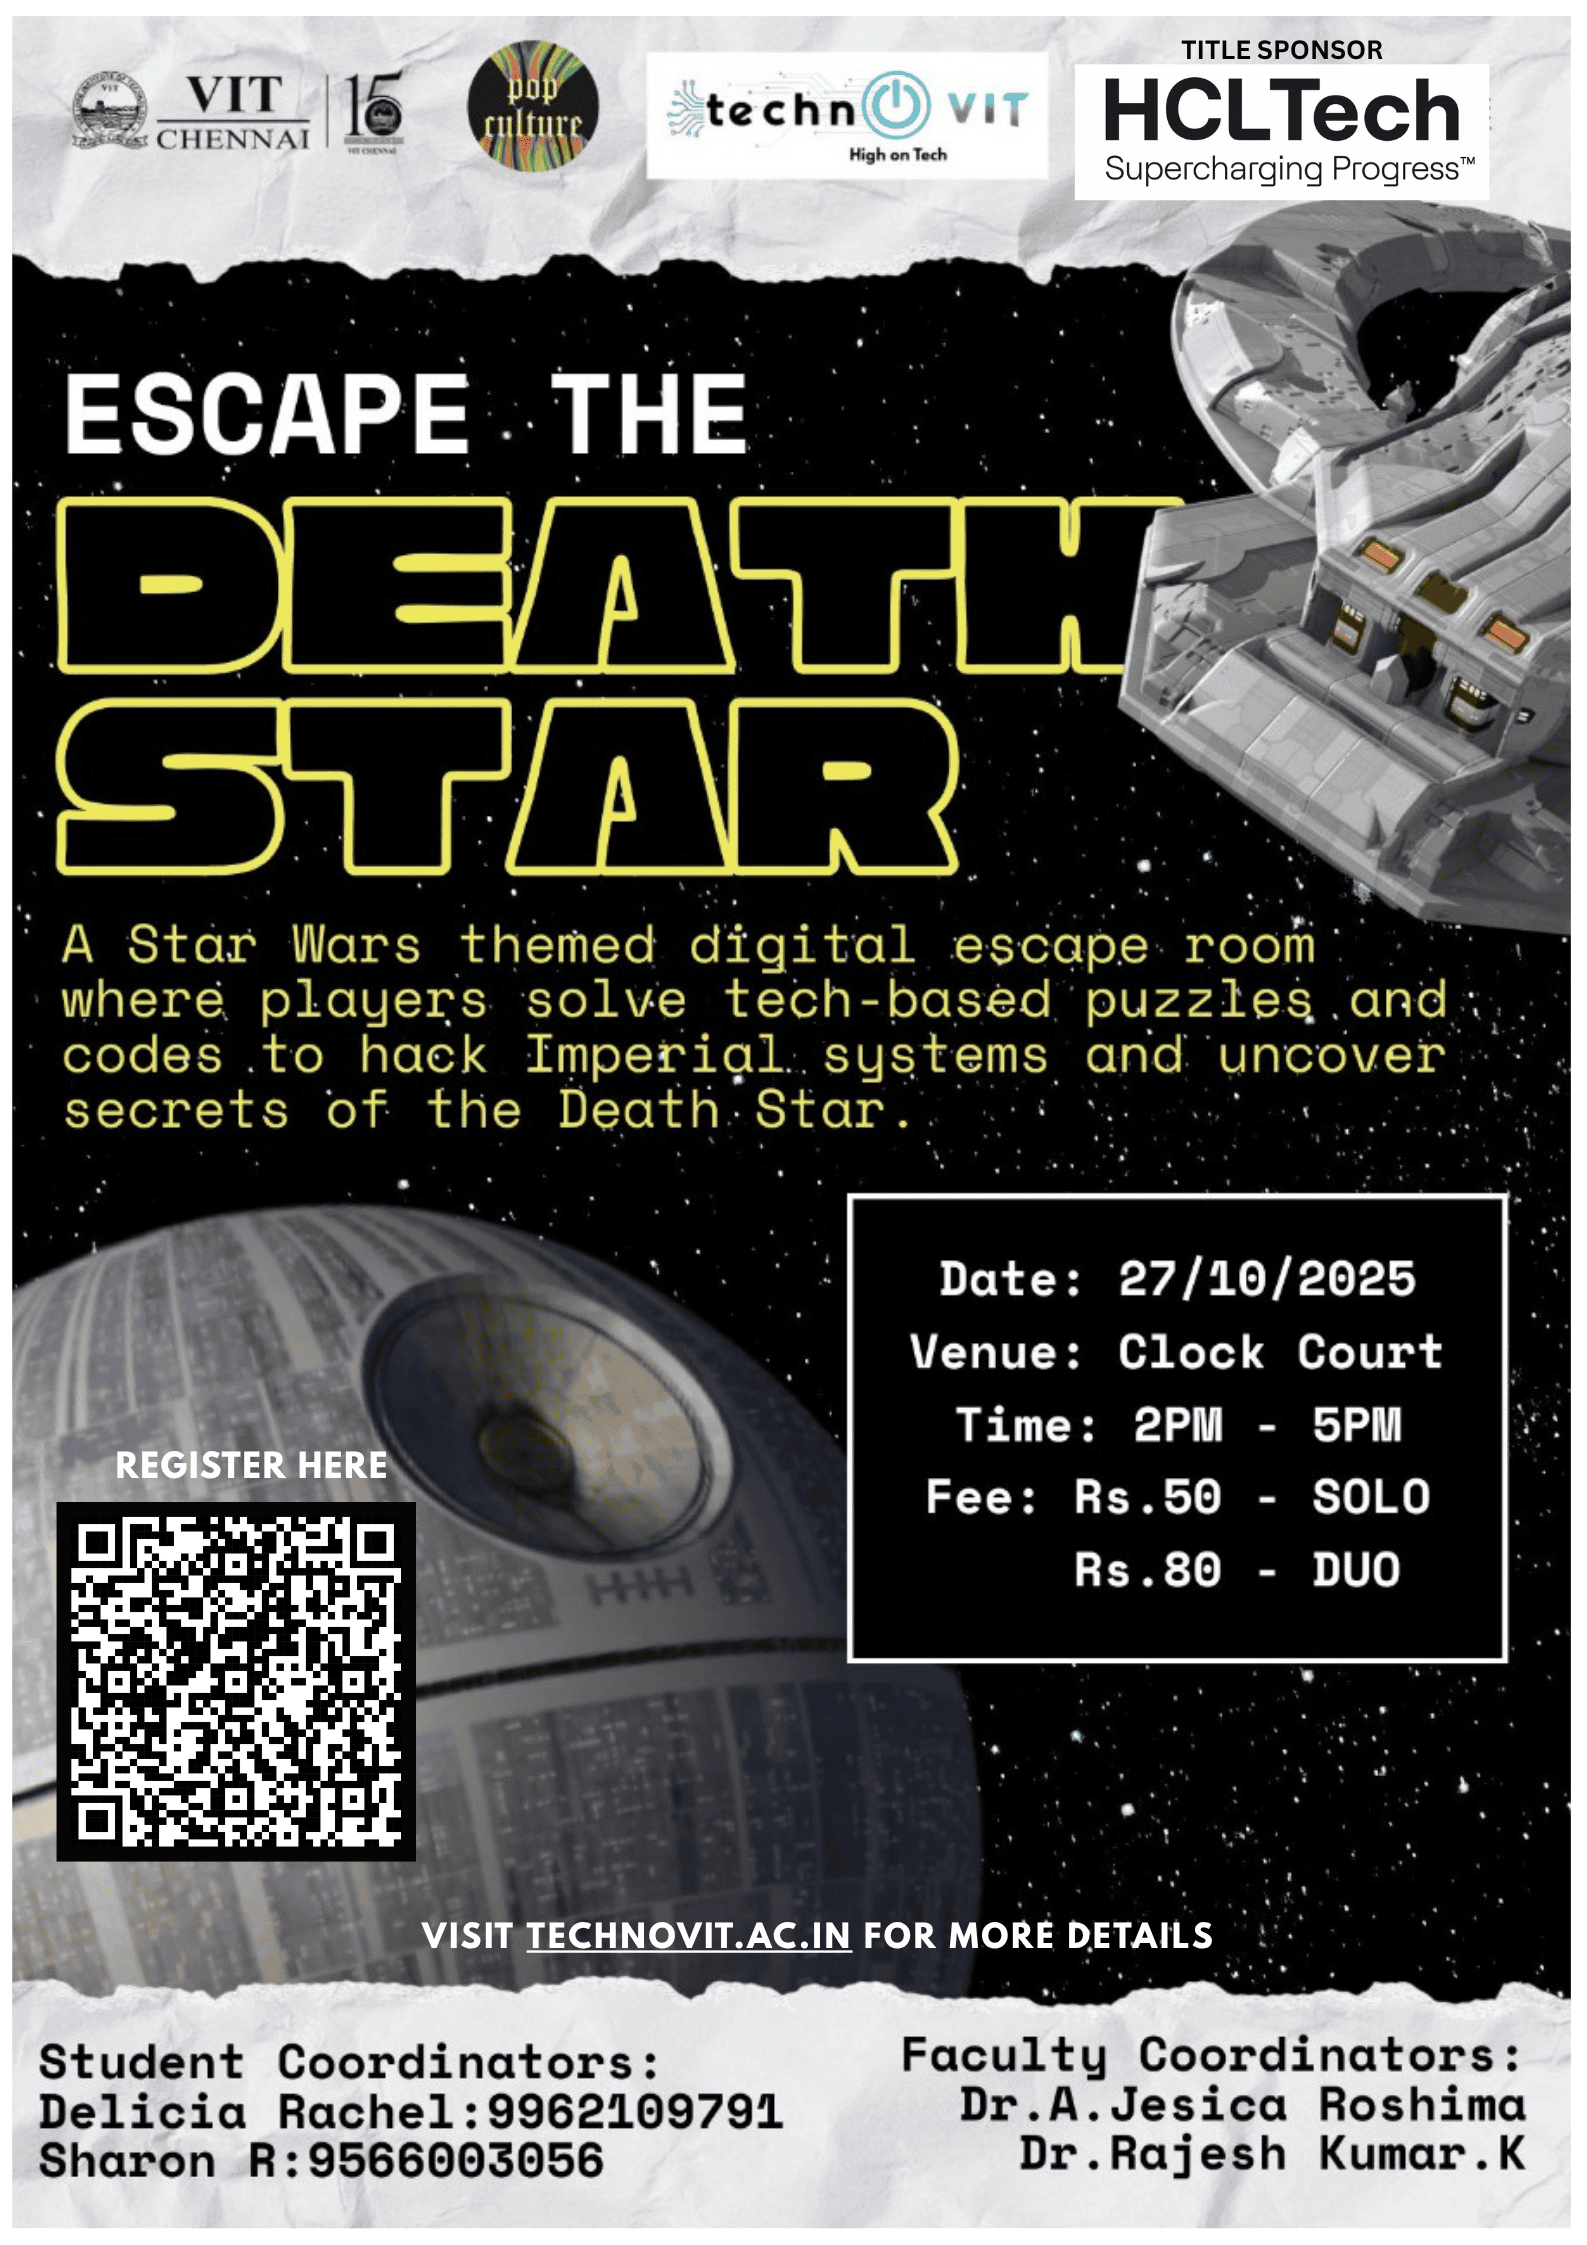 VIT
CHENNAI
15
VIT CHENNAI
pop
culture
techno VIT
High on Tech
TITLE SPONSOR
HCLTech
Supercharging Progress™
ESCAPE THE
DEATH
STAR
A Star Wars themed digital escape room
where players solve tech-based puzzles and
codes to hack Imperial systems and uncover
secrets of the Death Star.
Date: 27/10/2025
Venue: Clock Court
Time: 2PM - 5PM
Fee: Rs.50 - SOLO
Rs.80 - DUO
REGISTER HERE
VISIT TECHNOVIT.AC.IN FOR MORE DETAILS
Student Coordinators:
Delicia Rachel:9962109791
Sharon R:9566003056
Faculty Coordinators:
Dr.A.Jesica Roshima
Dr.Rajesh Kumar.K